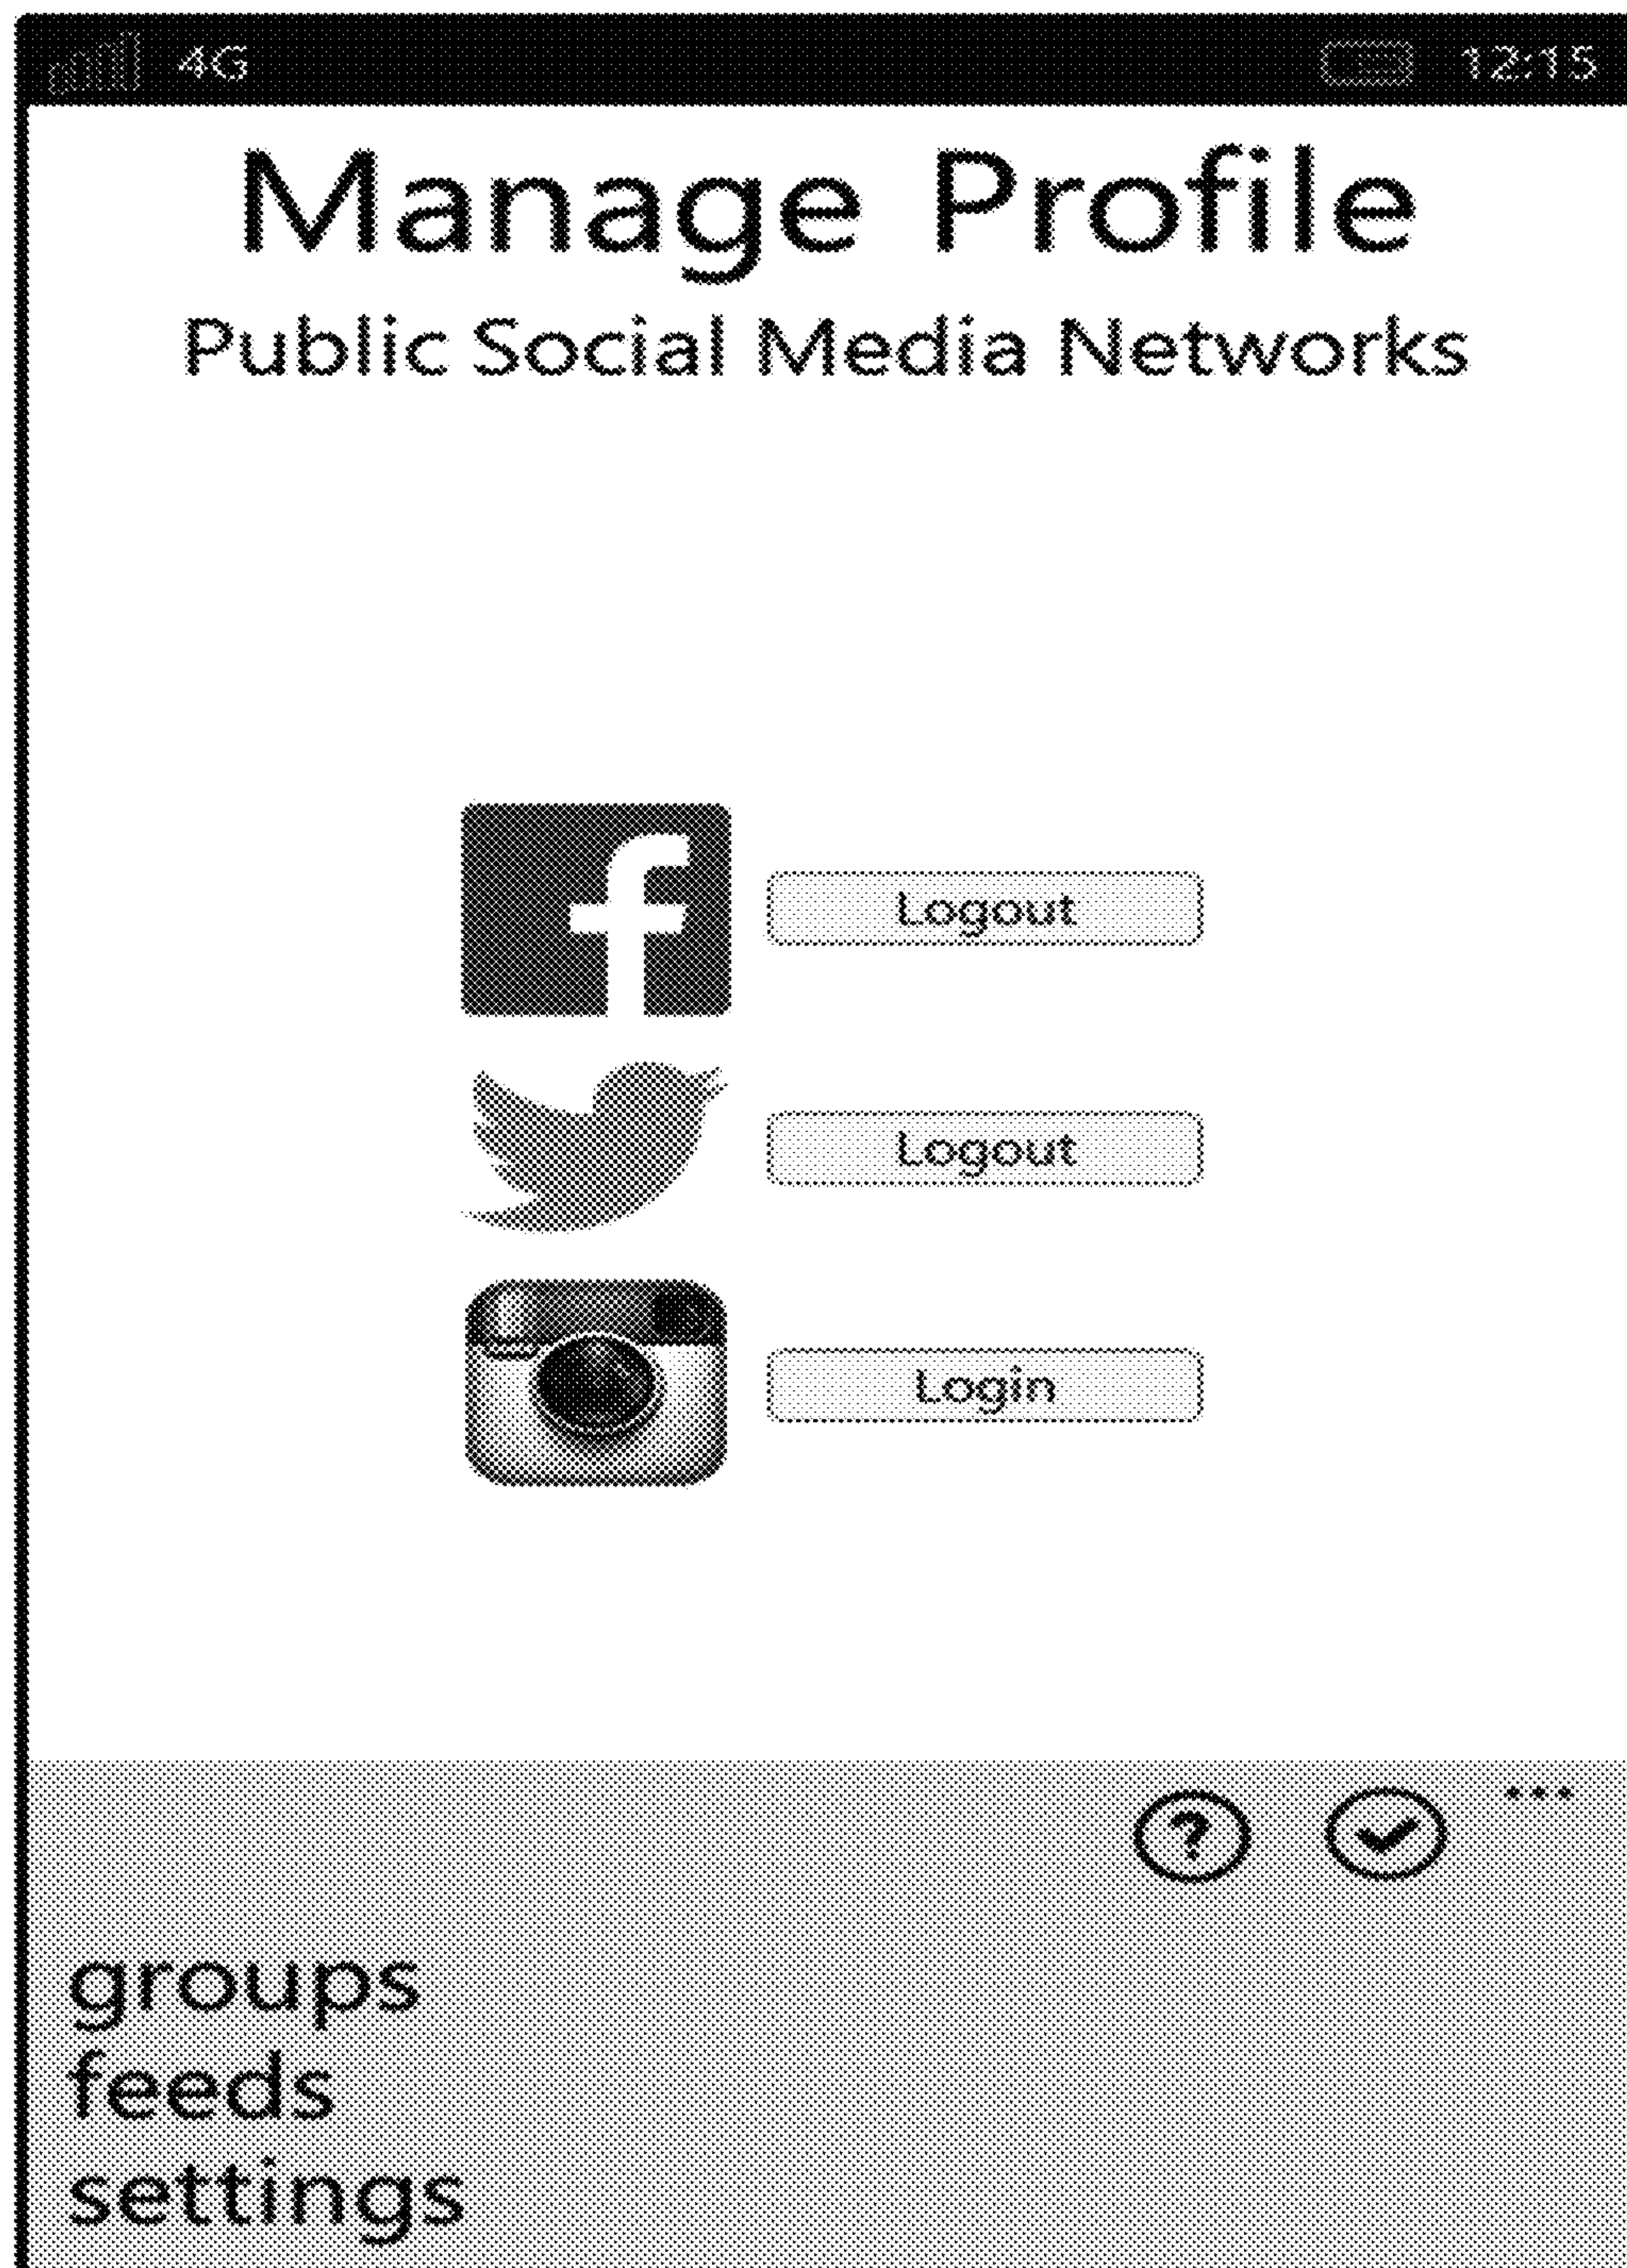 4G 12:15
Manage Profile
Public Social Media Networks
Logout
Logout
Login
groups
feeds
settings